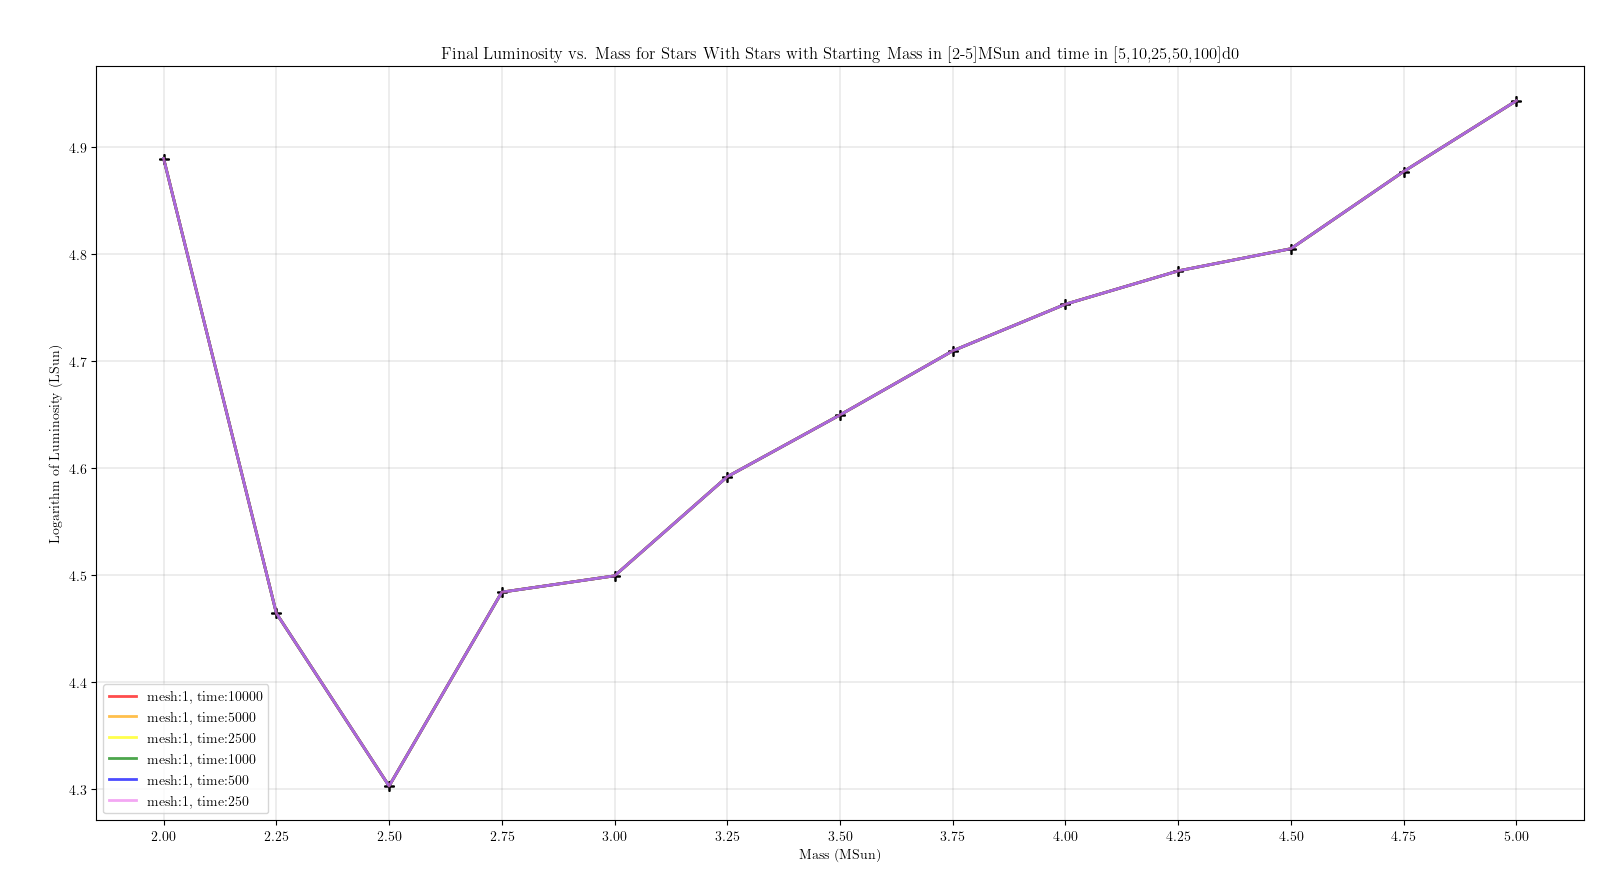 Final Luminosity vs. Mass for Stars With Stars with Starting Mass in [2-5]MSun and time in [5,10,25,50,100]d0
Logarithm of Luminosity (LSun)
4.9
4.8
4.7
4.6
4.5
4.4
4.3
mesh:1, time:10000
mesh:1, time:5000
mesh:1, time:2500
mesh:1, time:1000
mesh:1, time:500
mesh:1, time:250
2.00 2.25 2.50 2.75 3.00 3.25 3.50 3.75 4.00 4.25 4.50 4.75 5.00
Mass (MSun)